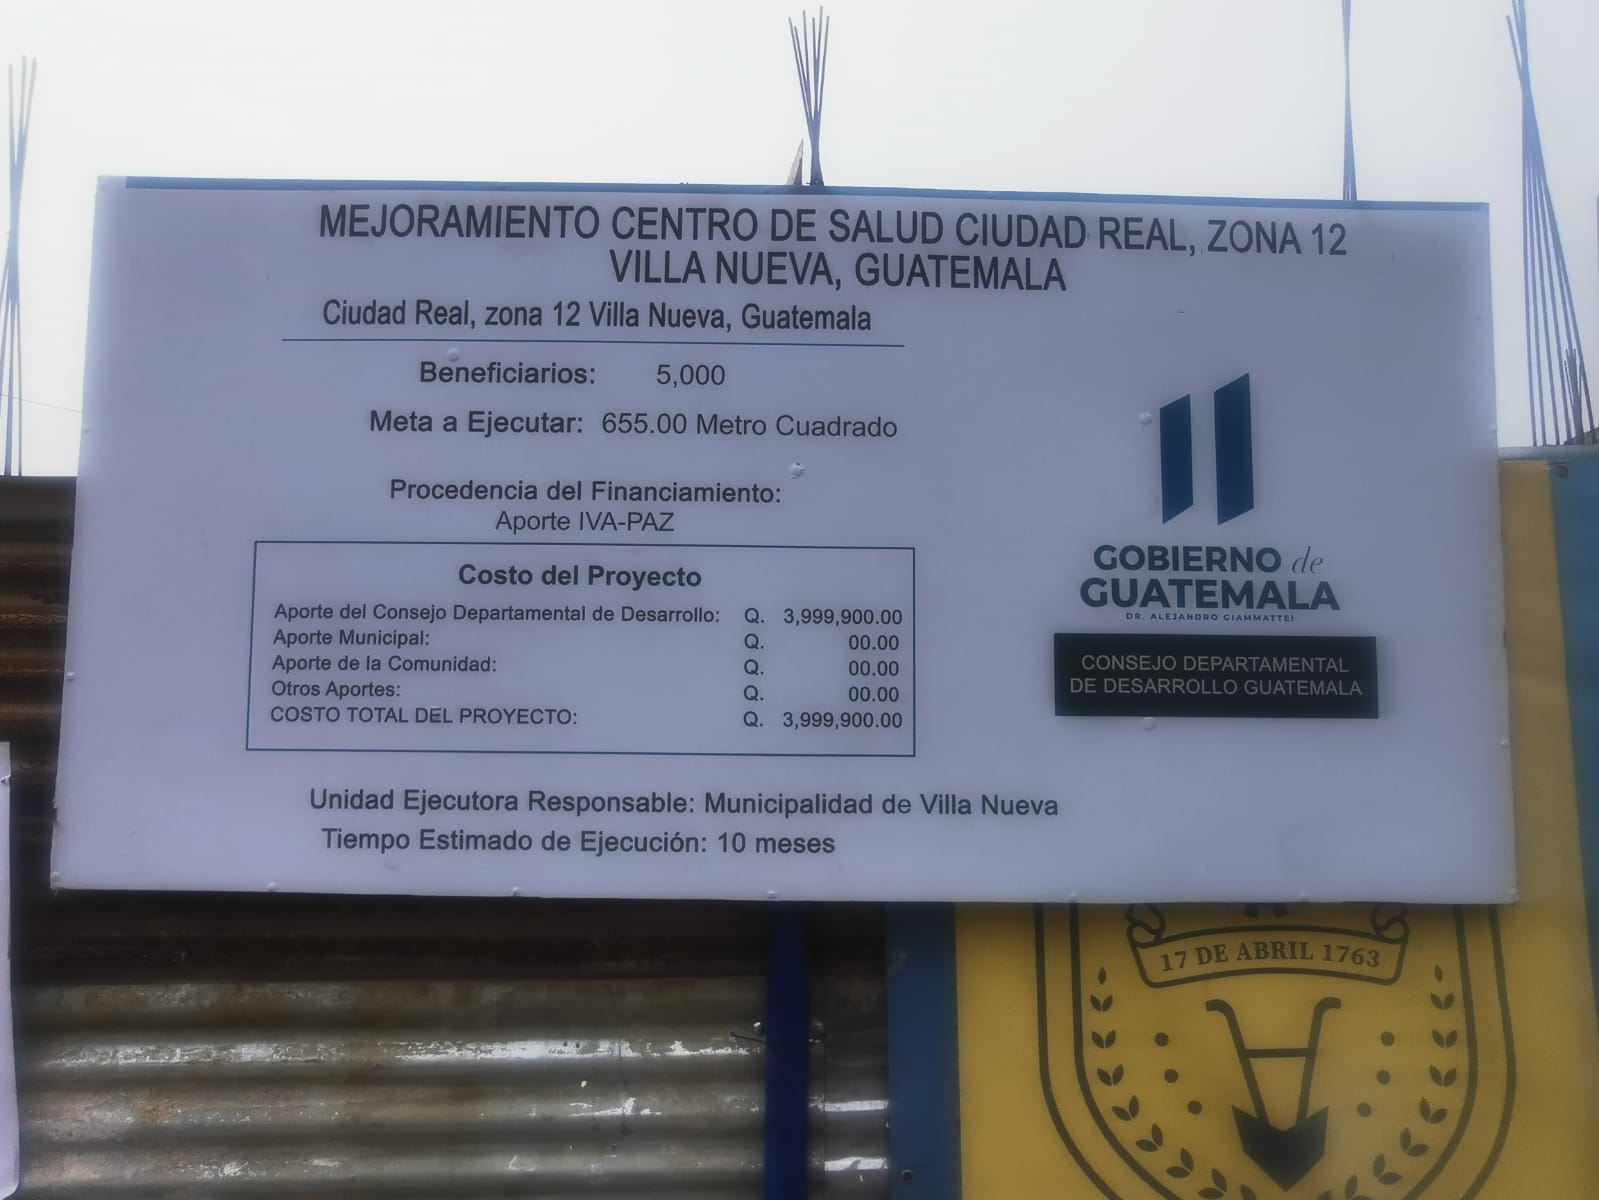 MEJORAMIENTO CENTRO DE SALUD CIUDAD REAL, ZONA 12
VILLA NUEVA, GUATEMALA
Ciudad Real, zona 12 Villa Nueva, Guatemala
Beneficiarios: 5,000
Meta a Ejecutar: 655.00 Metro Cuadrado
Procedencia del Financiamiento:
Aporte IVA-PAZ
Costo del Proyecto
Aporte del Consejo Departamental de Desarrollo: Q. 3,999,900.00
Aporte Municipal: Q. 00.00
Aporte de la Comunidad: Q. 00.00
Otros Aportes: Q. 00.00
COSTO TOTAL DEL PROYECTO: Q. 3,999,900.00
Unidad Ejecutora Responsable: Municipalidad de Villa Nueva
Tiempo Estimado de Ejecución: 10 meses
GOBIERNO de
GUATEMALA
DR. ALEJANDRO GIAMMATTEI
CONSEJO DEPARTAMENTAL
DE DESARROLLO GUATEMALA
17 DE ABRIL 1763